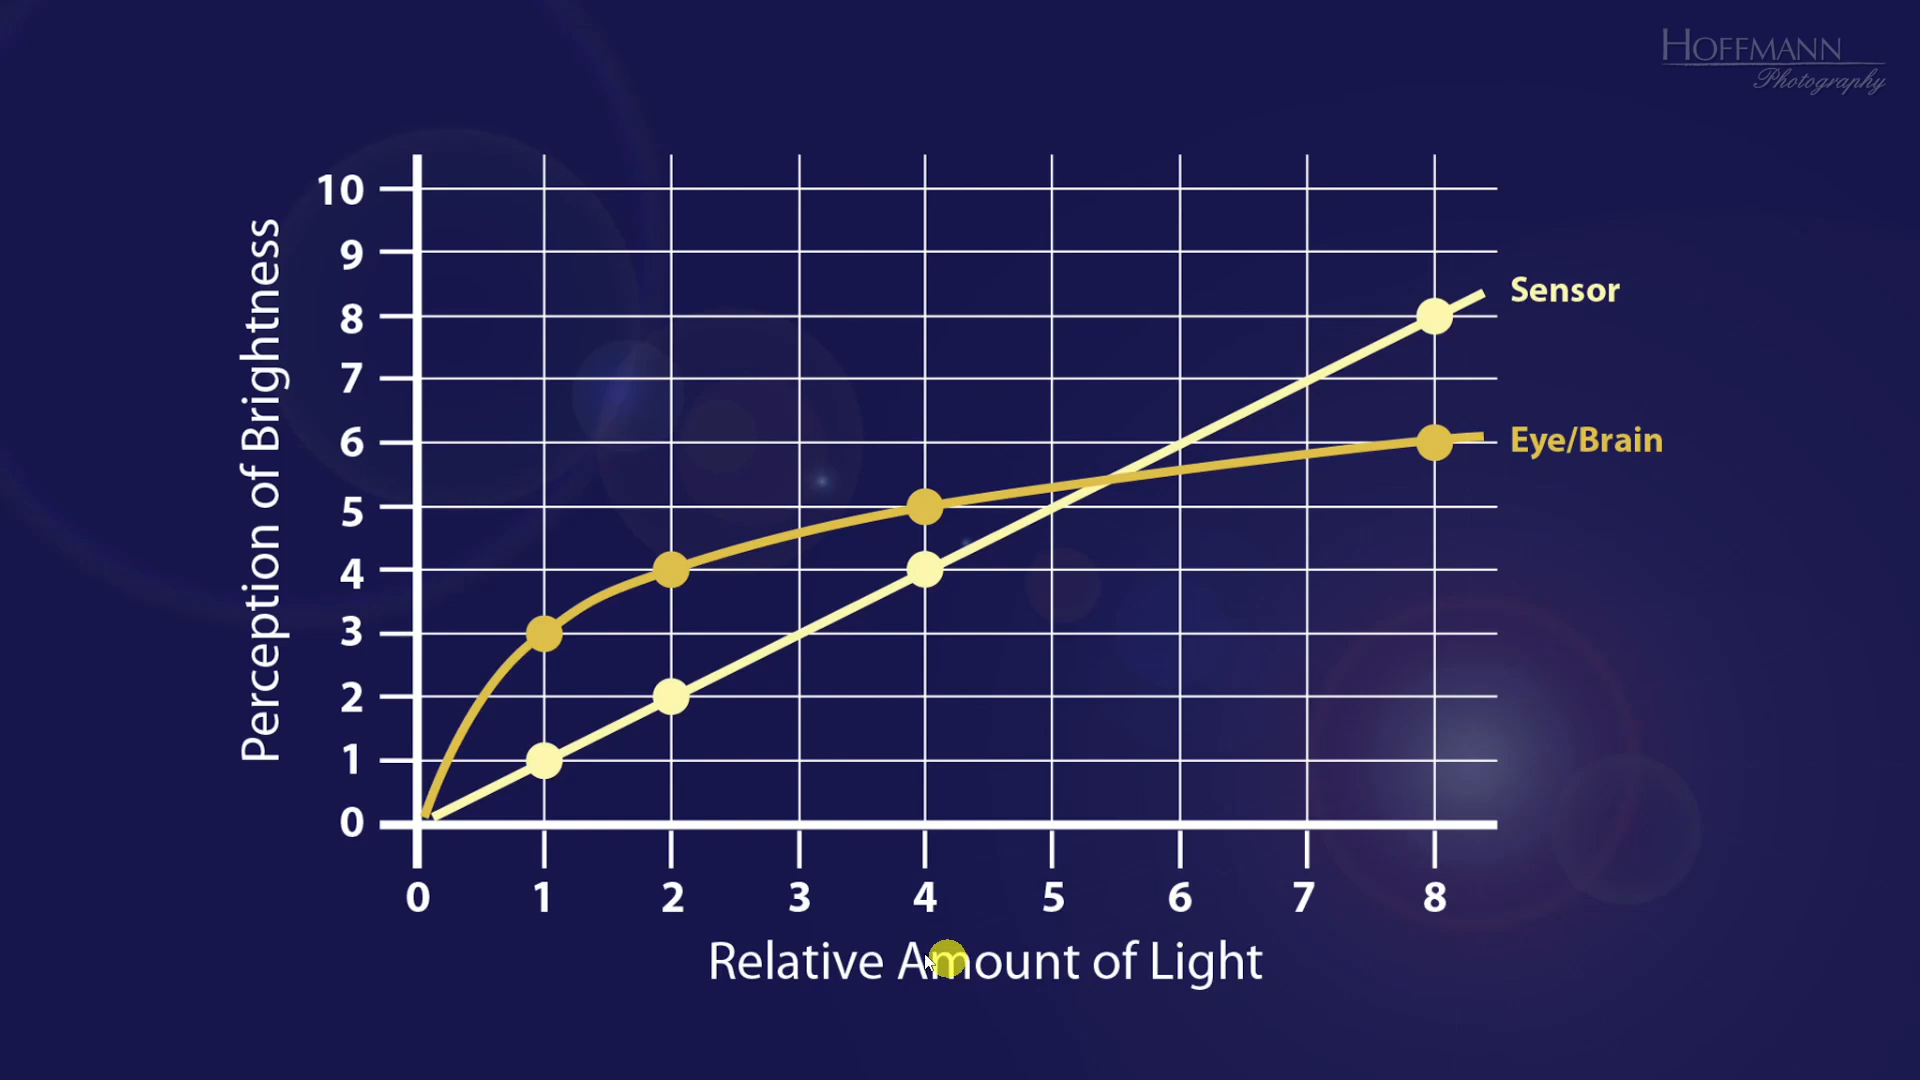 HOFFMANN
Photography
10
9
8
7
6
5
4
3
2
1
0
Perception of Brightness
Sensor
Eye/Brain
0 1 2 3 4 5 6 7 8
Relative Amount of Light